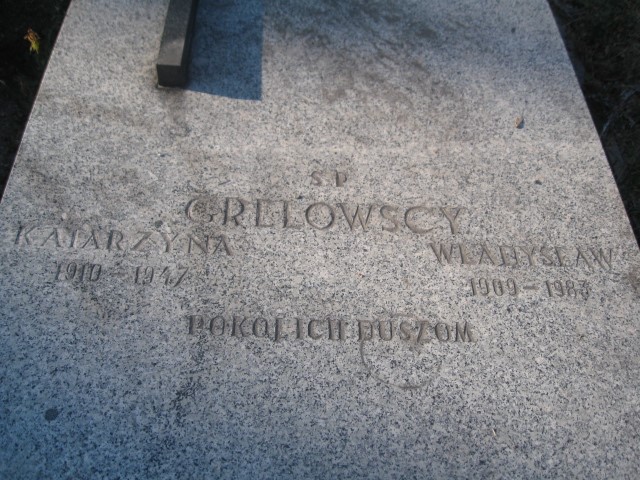 Ś.P.
GRELOWSCY
KATARZYNA WŁADYSŁAW
1910 - 1947 1909 - 1983
POKÓJ ICH DUSZOM